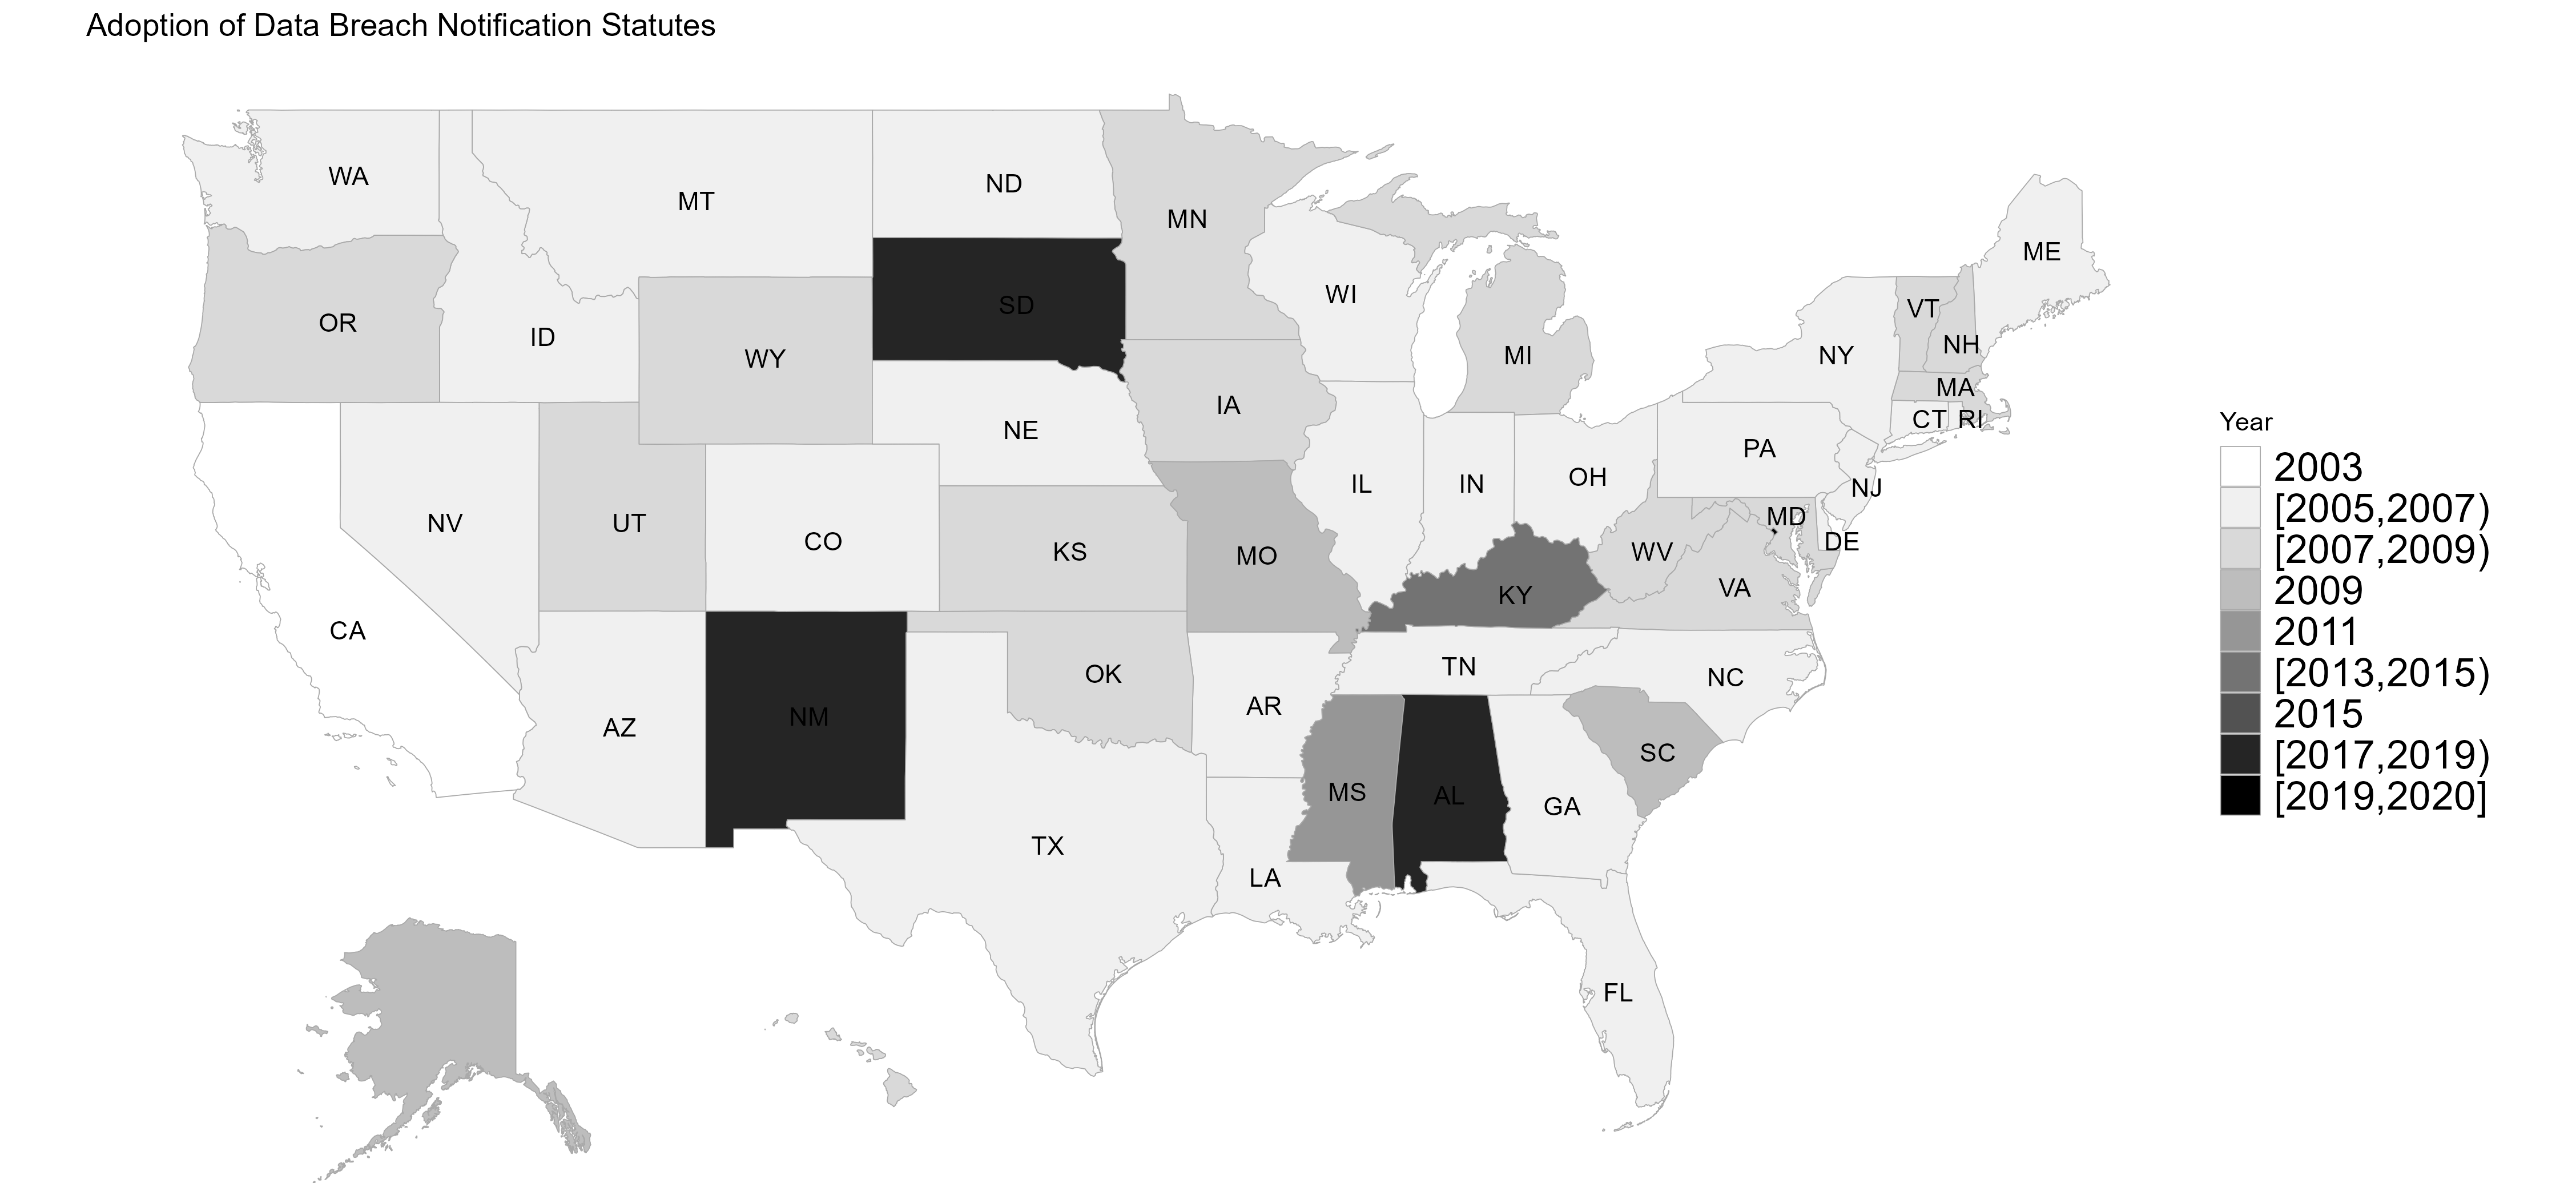 Adoption of Data Breach Notification Statutes
WA
MT
ND
MN
ME
OR
ID
WY
SD
WI
MI
NY
VT
NH
MA
CT
RI
NE
IA
PA
NJ
NV
UT
CO
KS
MO
IL
IN
OH
MD
DE
WV
VA
KY
CA
AZ
NM
OK
AR
TN
NC
SC
TX
LA
MS
AL
GA
FL
Year
2003
[2005,2007)
[2007,2009)
2009
2011
[2013,2015)
2015
[2017,2019)
[2019,2020]